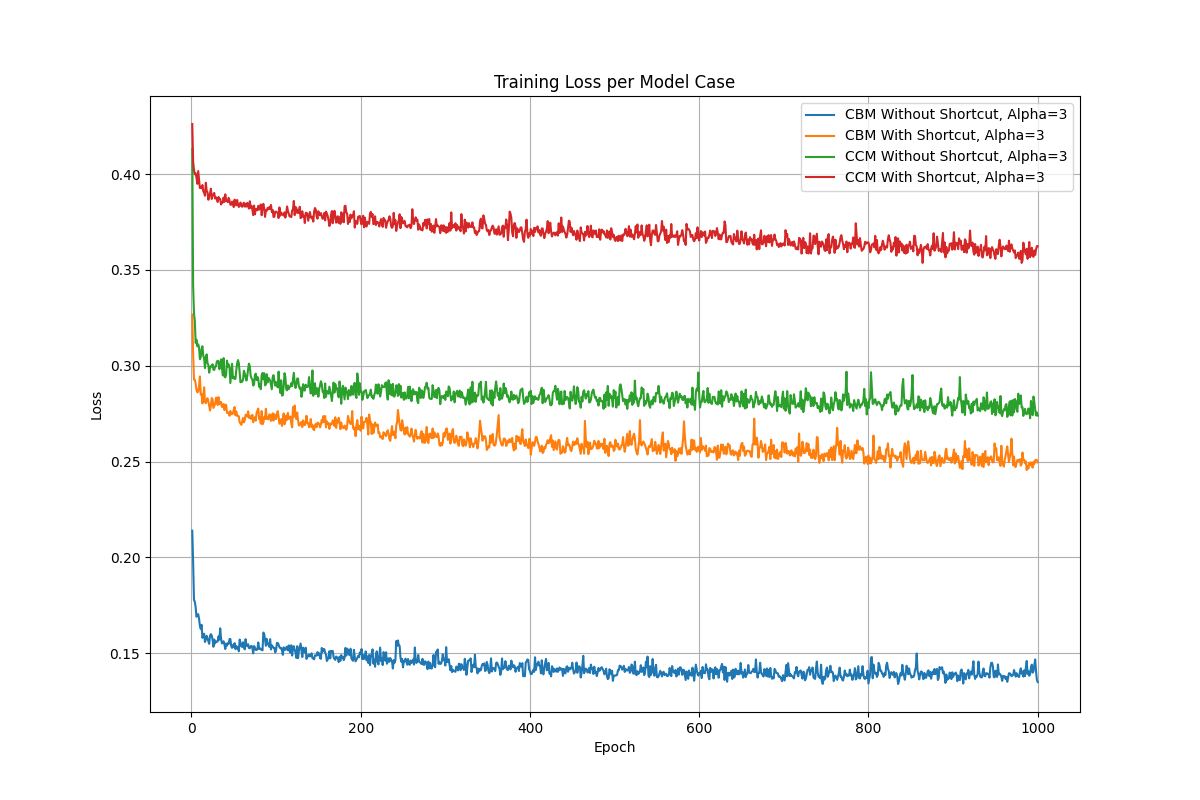 Training Loss per Model Case
CBM Without Shortcut, Alpha=3
CBM With Shortcut, Alpha=3
CCM Without Shortcut, Alpha=3
CCM With Shortcut, Alpha=3
0.40
0.35
0.30
0.25
0.20
0.15
Loss
0 200 400 600 800 1000
Epoch